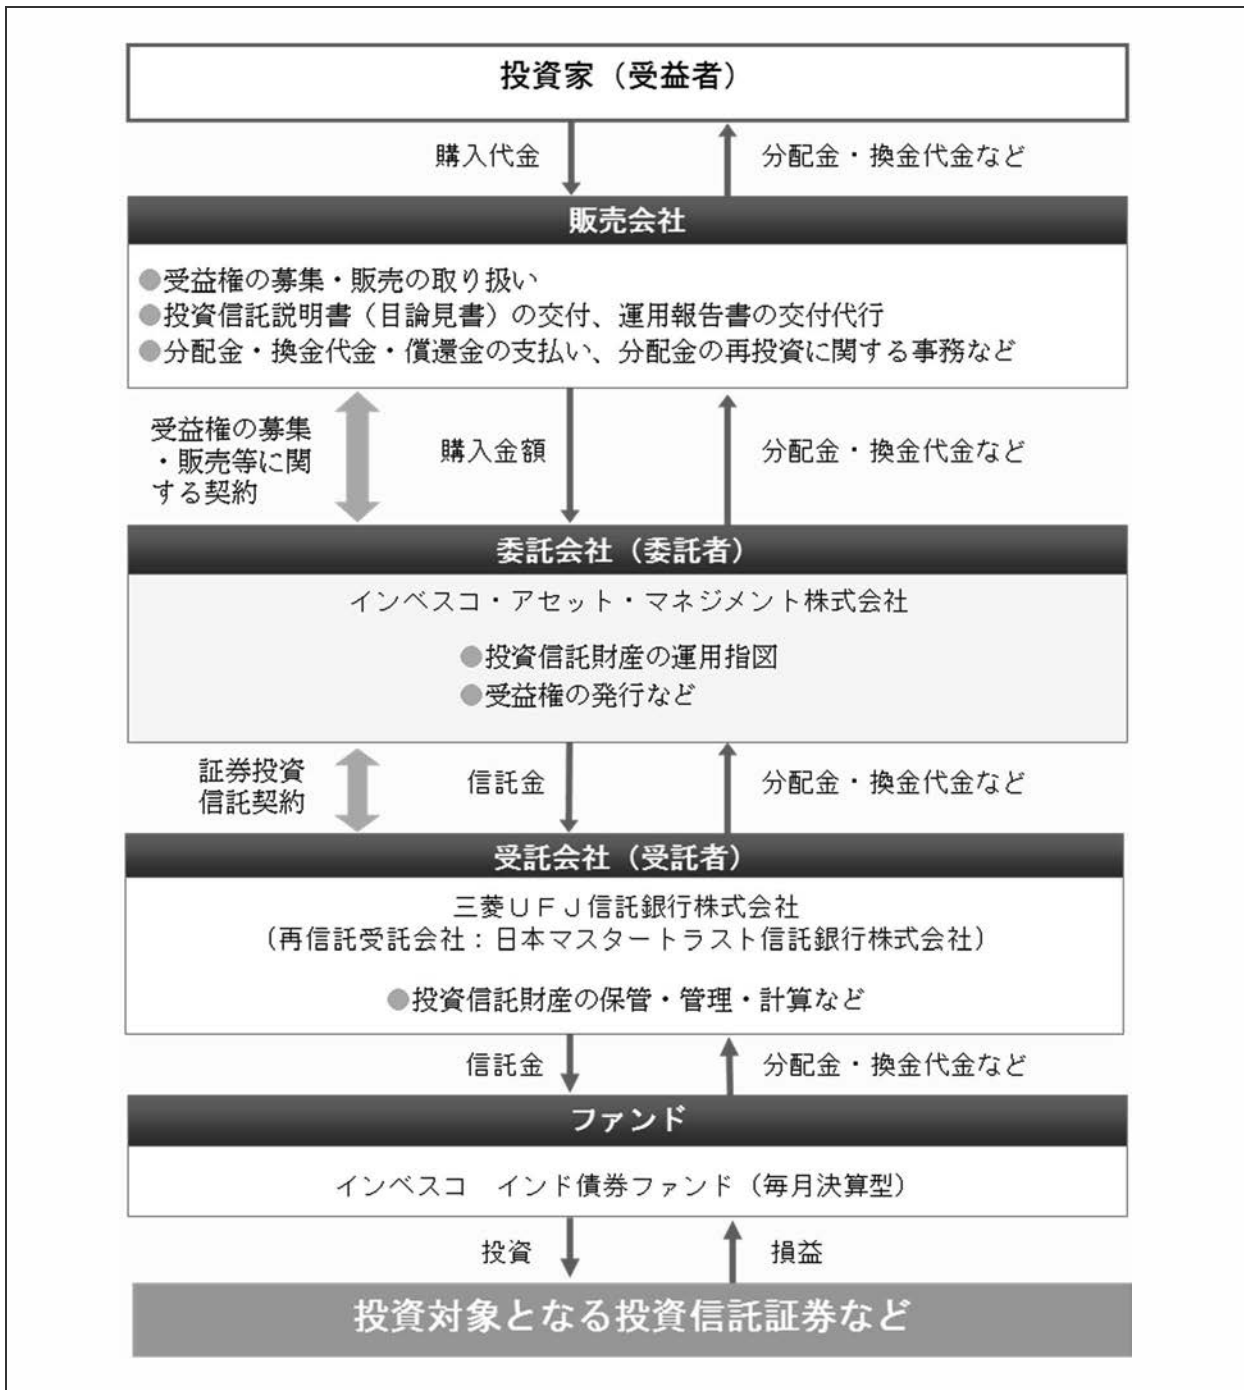 投資家（受益者）
購入代金
分配金・換金代金など
販売会社
●受益権の募集・販売の取り扱い
●投資信託説明書（目論見書）の交付、運用報告書の交付代行
●分配金・換金代金・償還金の支払い、分配金の再投資に関する事務など
受益権の募集
・販売等に関
する契約
購入金額
分配金・換金代金など
委託会社（委託者）
インベスコ・アセット・マネジメント株式会社
●投資信託財産の運用指図
●受益権の発行など
証券投資
信託契約
信託金
分配金・換金代金など
受託会社（受託者）
三菱ＵＦＪ信託銀行株式会社
（再信託受託会社：日本マスタートラスト信託銀行株式会社）
●投資信託財産の保管・管理・計算など
信託金
分配金・換金代金など
ファンド
インベスコ　インド債券ファンド（毎月決算型）
投資
損益
投資対象となる投資信託証券など